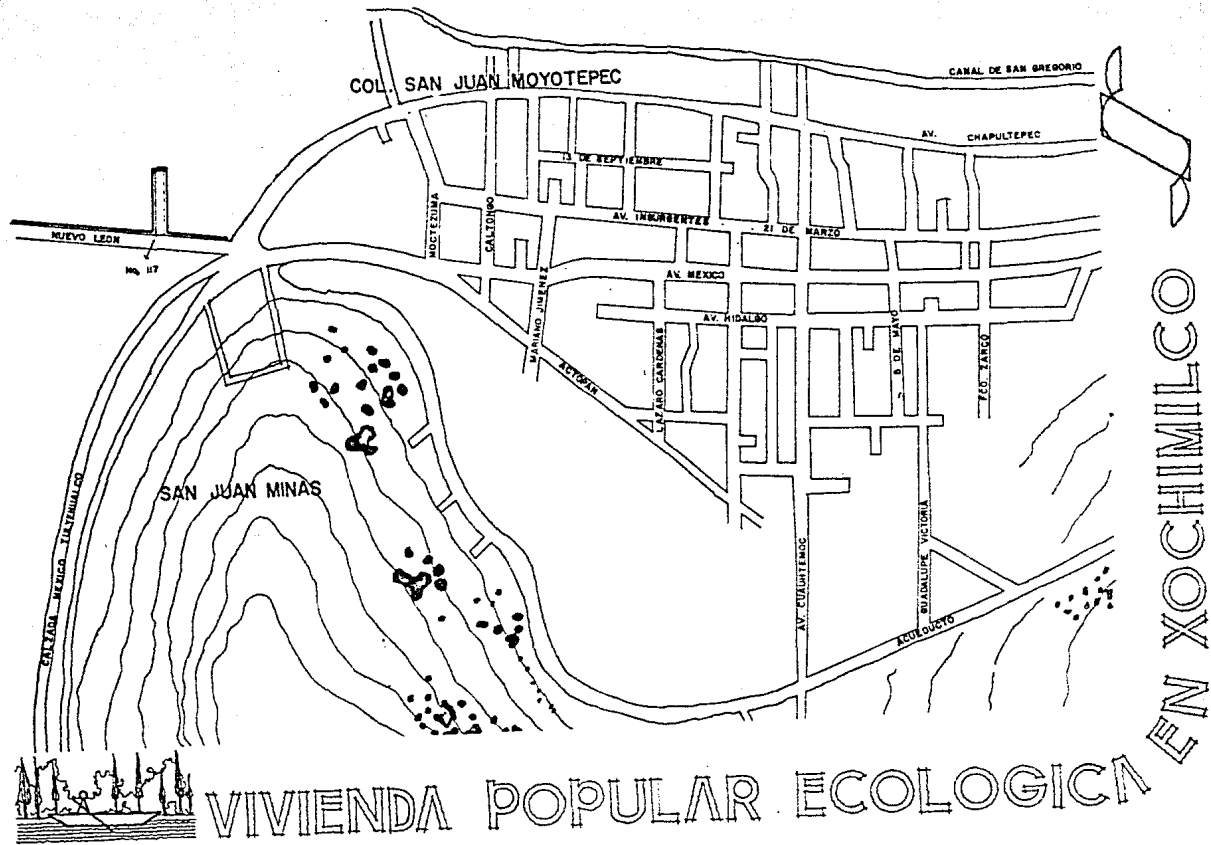 CANAL DE SAN GREGORIO
COL. SAN JUAN MOYOTEPEC
AV. CHAPULTEPEC
13 DE SEPTIEMBRE
AV. INSURGENTES
21 DE MARZO
NUEVO LEON
No. 117
MOCTEZUMA
CALTONGO
AV. MEXICO
MARIANO JIMENEZ
AV. HIDALGO
5 DE MAYO
LAZARO CARDENAS
FCO. ZARCO
ACTOPAN
SAN JUAN MINAS
CALZADA MEXICO
GUADALUPE VICTORIA
AV. CUAUHTEMOC
ACUEDUCTO
VIVIENDA POPULAR ECOLOGICA EN XOCHIMILCO